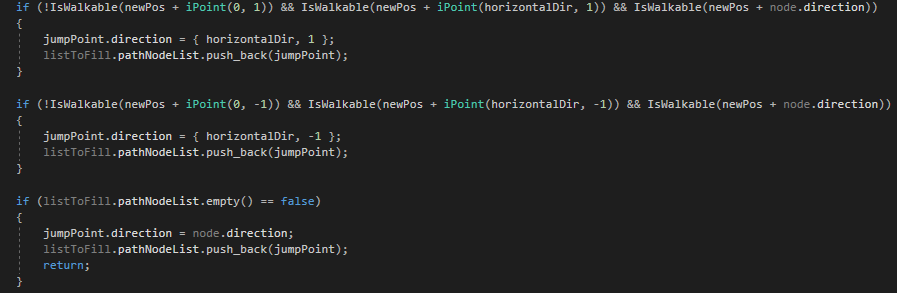 if (!IsWalkable(newPos + iPoint(0, 1)) && IsWalkable(newPos + iPoint(horizontalDir, 1)) && IsWalkable(newPos + node.direction))
{
    jumpPoint.direction = { horizontalDir, 1 };
    listToFill.pathNodeList.push_back(jumpPoint);
}

if (!IsWalkable(newPos + iPoint(0, -1)) && IsWalkable(newPos + iPoint(horizontalDir, -1)) && IsWalkable(newPos + node.direction))
{
    jumpPoint.direction = { horizontalDir, -1 };
    listToFill.pathNodeList.push_back(jumpPoint);
}

if (listToFill.pathNodeList.empty() == false)
{
    jumpPoint.direction = node.direction;
    listToFill.pathNodeList.push_back(jumpPoint);
    return;
}